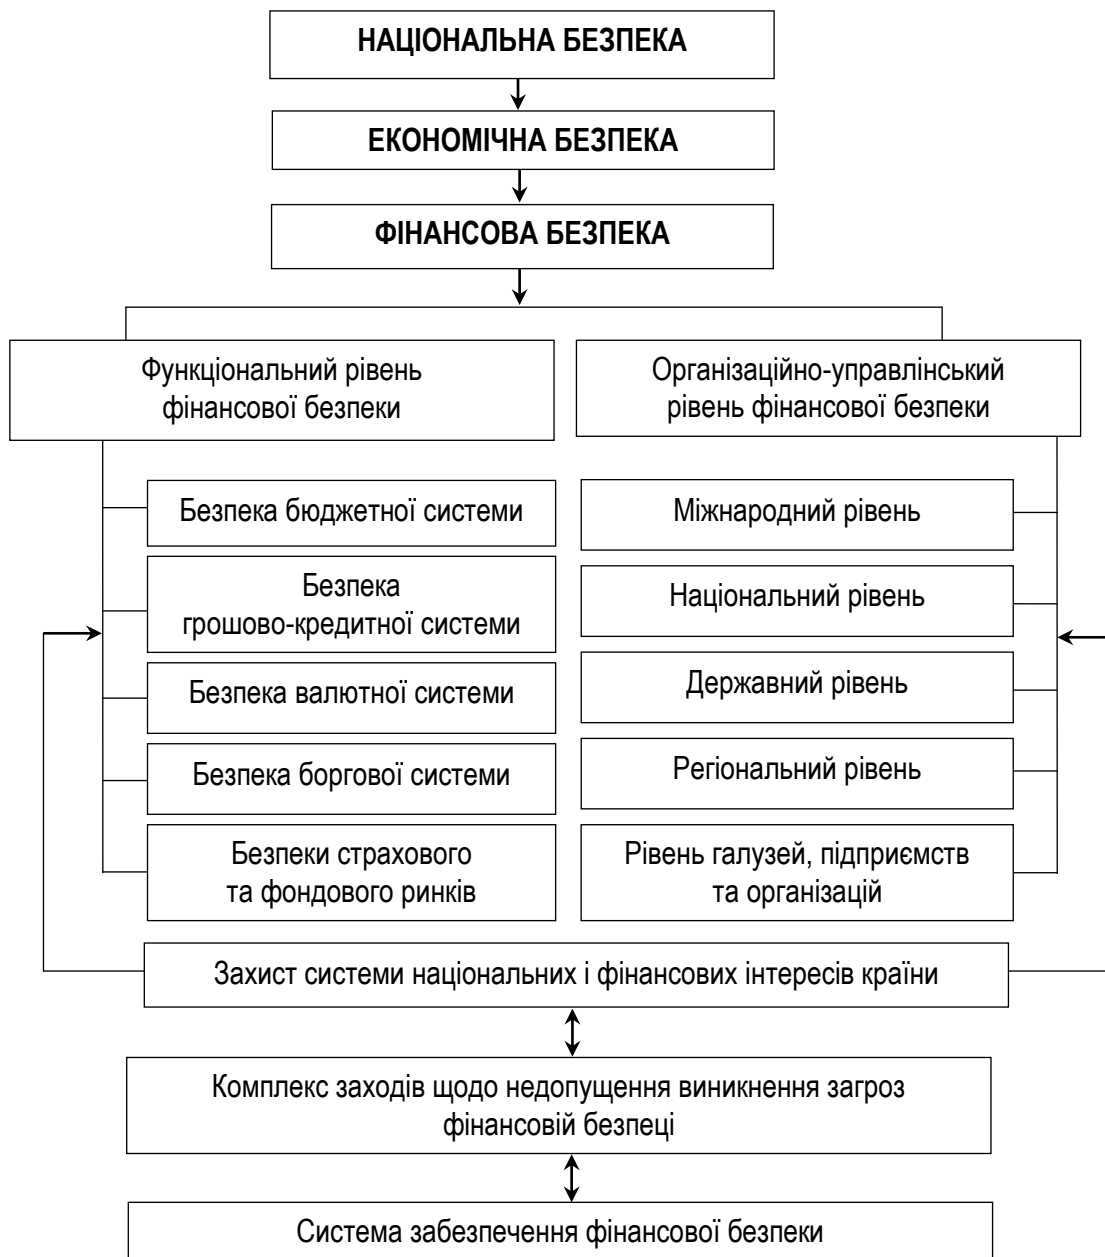 НАЦІОНАЛЬНА БЕЗПЕКА
ЕКОНОМІЧНА БЕЗПЕКА
ФІНАНСОВА БЕЗПЕКА
Функціональний рівень
фінансової безпеки
Організаційно-управлінський
рівень фінансової безпеки
Безпека бюджетної системи
Безпека
грошово-кредитної системи
Безпека валютної системи
Безпека боргової системи
Безпеки страхового
та фондового ринків
Міжнародний рівень
Національний рівень
Державний рівень
Регіональний рівень
Рівень галузей, підприємств
та організацій
Захист системи національних і фінансових інтересів країни
Комплекс заходів щодо недопущення виникнення загроз
фінансовій безпеці
Система забезпечення фінансової безпеки